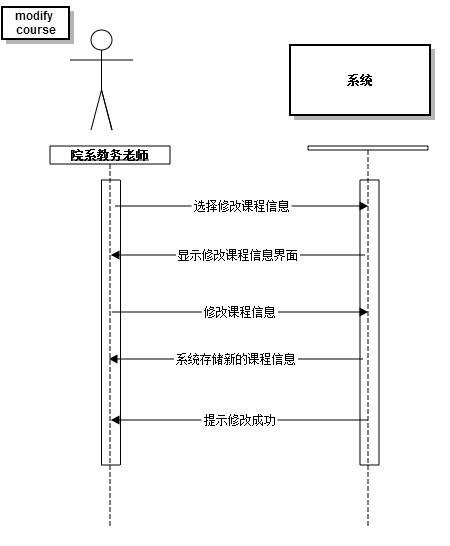 modify
course
系统
院系教务老师
选择修改课程信息
显示修改课程信息界面
修改课程信息
系统存储新的课程信息
提示修改成功